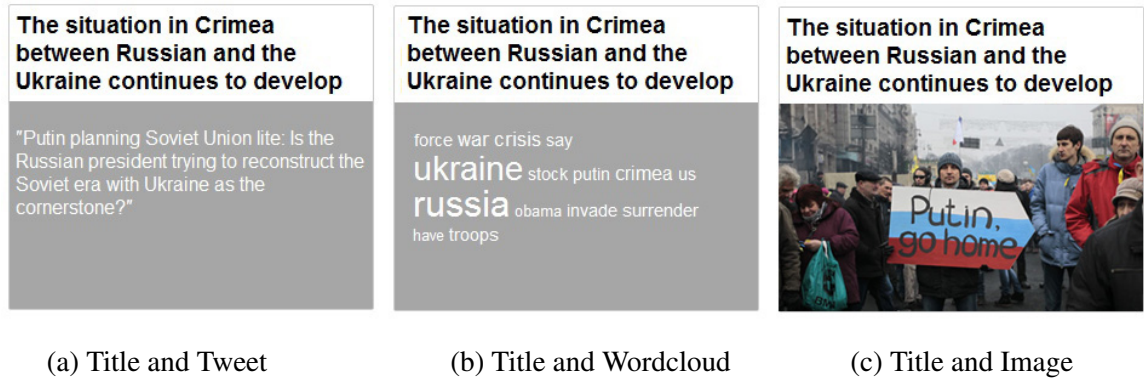 The situation in Crimea
between Russian and the
Ukraine continues to develop
"Putin planning Soviet Union lite: Is the
Russian president trying to reconstruct the
Soviet era with Ukraine as the
cornerstone?"
(a) Title and Tweet
The situation in Crimea
between Russian and the
Ukraine continues to develop
force war crisis say
ukraine stock putin crimea us
russia obama invade surrender
have troops
(b) Title and Wordcloud
The situation in Crimea
between Russian and the
Ukraine continues to develop
Putin,
go home
(c) Title and Image